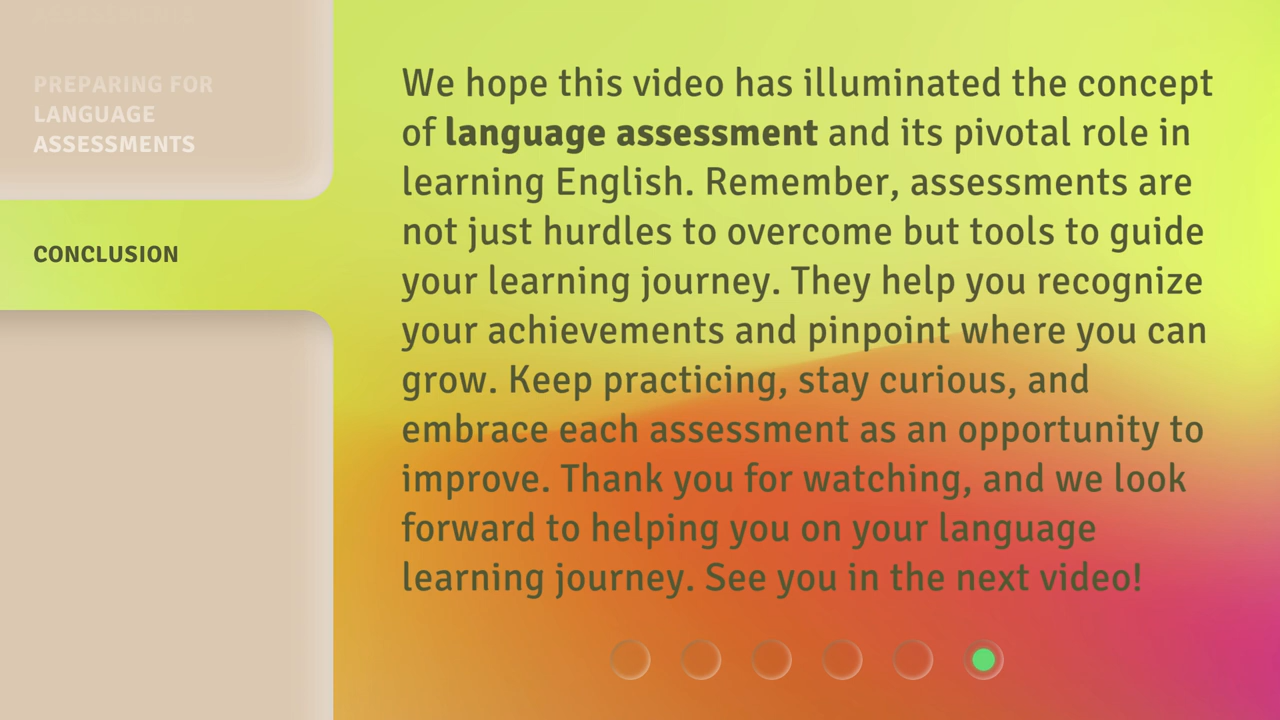 ASSESSMENTS
PREPARING FOR
LANGUAGE
ASSESSMENTS
CONCLUSION
We hope this video has illuminated the concept
of language assessment and its pivotal role in
learning English. Remember, assessments are
not just hurdles to overcome but tools to guide
your learning journey. They help you recognize
your achievements and pinpoint where you can
grow. Keep practicing, stay curious, and
embrace each assessment as an opportunity to
improve. Thank you for watching, and we look
forward to helping you on your language
learning journey. See you in the next video!